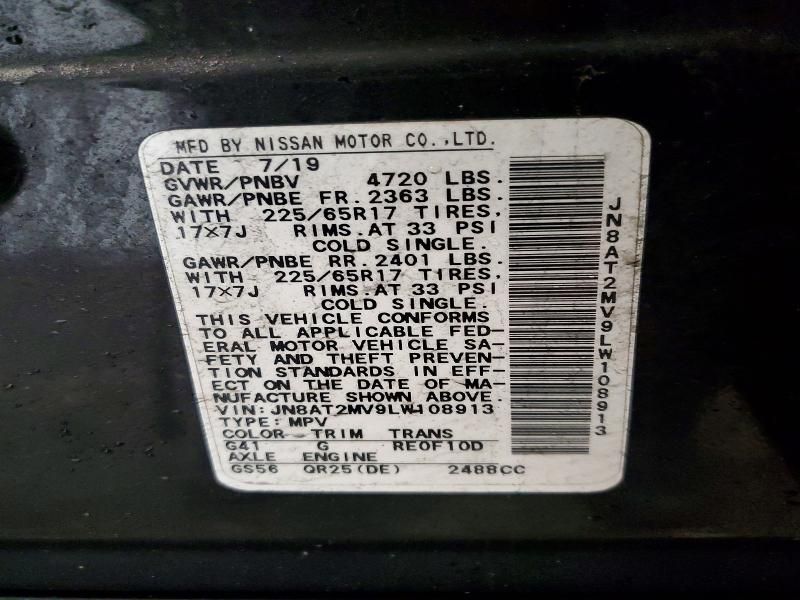 MFD BY NISSAN MOTOR CO.,LTD.
DATE 7/19
GVWR/PNBV 4720 LBS.
GAWR/PNBE FR. 2363 LBS.
WITH 225/65R17 TIRES,
17×7J RIMS.AT 33 PSI
COLD SINGLE.
GAWR/PNBE RR. 2401 LBS.
WITH 225/65R17 TIRES,
17×7J RIMS.AT 33 PSI
COLD SINGLE.
THIS VEHICLE CONFORMS
TO ALL APPLICABLE FED-
ERAL MOTOR VEHICLE SA-
FETY AND THEFT PREVEN-
TION STANDARDS IN EFF-
ECT ON THE DATE OF MA-
NUFACTURE SHOWN ABOVE.
VIN:JN8AT2MV9LW108913
TYPE:MPV
COLOR TRIM TRANS
G41 G RE0F10D
AXLE ENGINE
GS56 QR25(DE) 2488CC
JN8AT2MV9LW108913